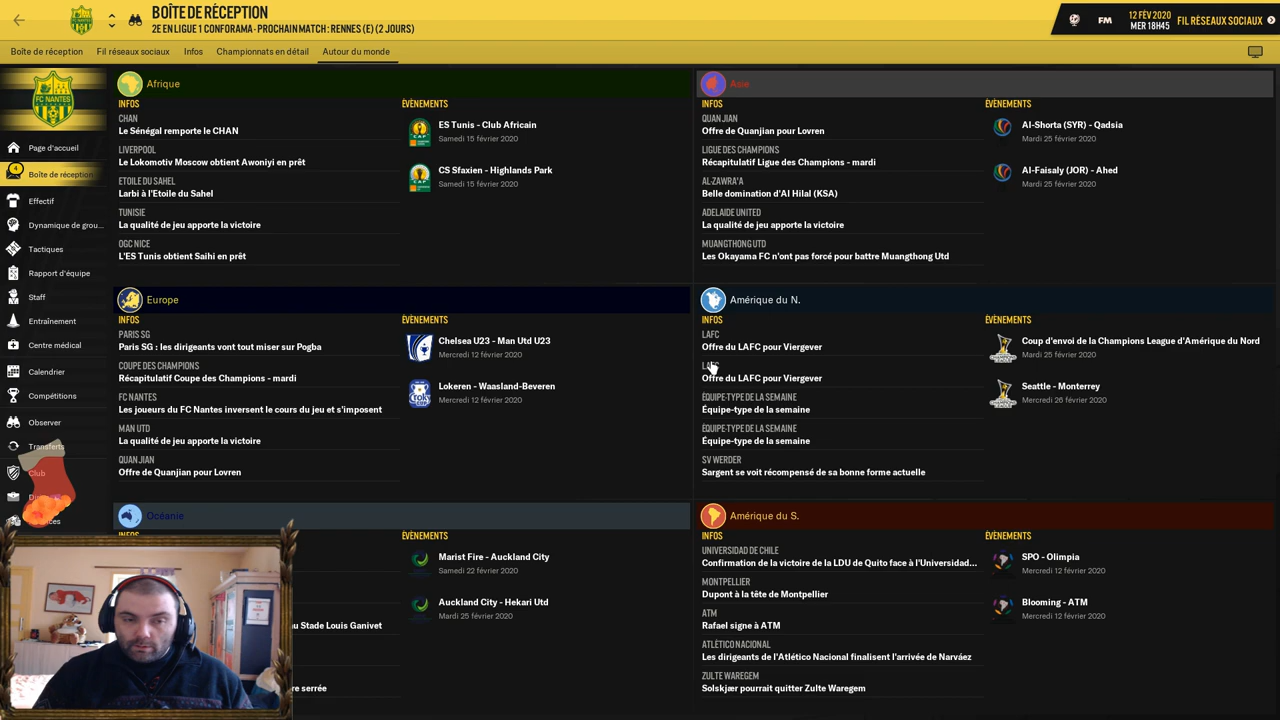 BOÎTE DE RÉCEPTION
2E EN LIGUE 1 CONFORAMA - PROCHAIN MATCH : RENNES (E) (2 JOURS)
FM
12 FÉV 2020
MER 18H45
FIL RÉSEAUX SOCIAUX
Boîte de réception
Fil réseaux sociaux
Infos
Championnats en détail
Autour du monde
FC NANTES
Page d'accueil
4
Boîte de réception
Effectif
Dynamique de grou...
Tactiques
Rapport d'équipe
Staff
Entraînement
Centre médical
Calendrier
Compétitions
Observer
Transferts
Club
Afrique
INFOS
CHAN
Le Sénégal remporte le CHAN
LIVERPOOL
Le Lokomotiv Moscow obtient Awoniyi en prêt
ETOILE DU SAHEL
Larbi à l'Etoile du Sahel
TUNISIE
La qualité de jeu apporte la victoire
OGC NICE
L'ES Tunis obtient Saihi en prêt
ÉVÈNEMENTS
ES Tunis - Club Africain
Samedi 15 février 2020
CS Sfaxien - Highlands Park
Samedi 15 février 2020
Asie
INFOS
QUAN JIAN
Offre de Quanjian pour Lovren
LIGUE DES CHAMPIONS
Récapitulatif Ligue des Champions - mardi
AL-ZAWRA'A
Belle domination d'Al Hilal (KSA)
ADELAIDE UNITED
La qualité de jeu apporte la victoire
MUANGTHONG UTD
Les Okayama FC n'ont pas forcé pour battre Muangthong Utd
ÉVÈNEMENTS
Al-Shorta (SYR) - Qadsia
Mardi 25 février 2020
Al-Faisaly (JOR) - Ahed
Mardi 25 février 2020
Europe
INFOS
PARIS SG
Paris SG : les dirigeants vont tout miser sur Pogba
COUPE DES CHAMPIONS
Récapitulatif Coupe des Champions - mardi
FC NANTES
Les joueurs du FC Nantes inversent le cours du jeu et s'imposent
MAN UTD
La qualité de jeu apporte la victoire
QUAN JIAN
Offre de Quanjian pour Lovren
ÉVÈNEMENTS
Chelsea U23 - Man Utd U23
Mercredi 12 février 2020
Lokeren - Waasland-Beveren
Mercredi 12 février 2020
Amérique du N.
INFOS
LAFC
Offre du LAFC pour Viergever
Offre du LAFC pour Viergever
ÉQUIPE-TYPE DE LA SEMAINE
Équipe-type de la semaine
ÉQUIPE-TYPE DE LA SEMAINE
Équipe-type de la semaine
SV WERDER
Sargent se voit récompensé de sa bonne forme actuelle
ÉVÈNEMENTS
Coup d'envoi de la Champions League d'Amérique du Nord
Mardi 25 février 2020
Seattle - Monterrey
Mercredi 26 février 2020
Océanie
INFOS
au Stade Louis Ganivet
re serrée
ÉVÈNEMENTS
Marist Fire - Auckland City
Samedi 22 février 2020
Auckland City - Hekari Utd
Mardi 25 février 2020
Amérique du S.
INFOS
UNIVERSIDAD DE CHILE
Confirmation de la victoire de la LDU de Quito face à l'Universidad...
MONTPELLIER
Dupont à la tête de Montpellier
ATM
Rafael signe à ATM
ATLÉTICO NACIONAL
Les dirigeants de l'Atlético Nacional finalisent l'arrivée de Narváez
ZULTE WAREGEM
Solskjær pourrait quitter Zulte Waregem
ÉVÈNEMENTS
SPO - Olimpia
Mercredi 12 février 2020
Blooming - ATM
Mercredi 12 février 2020